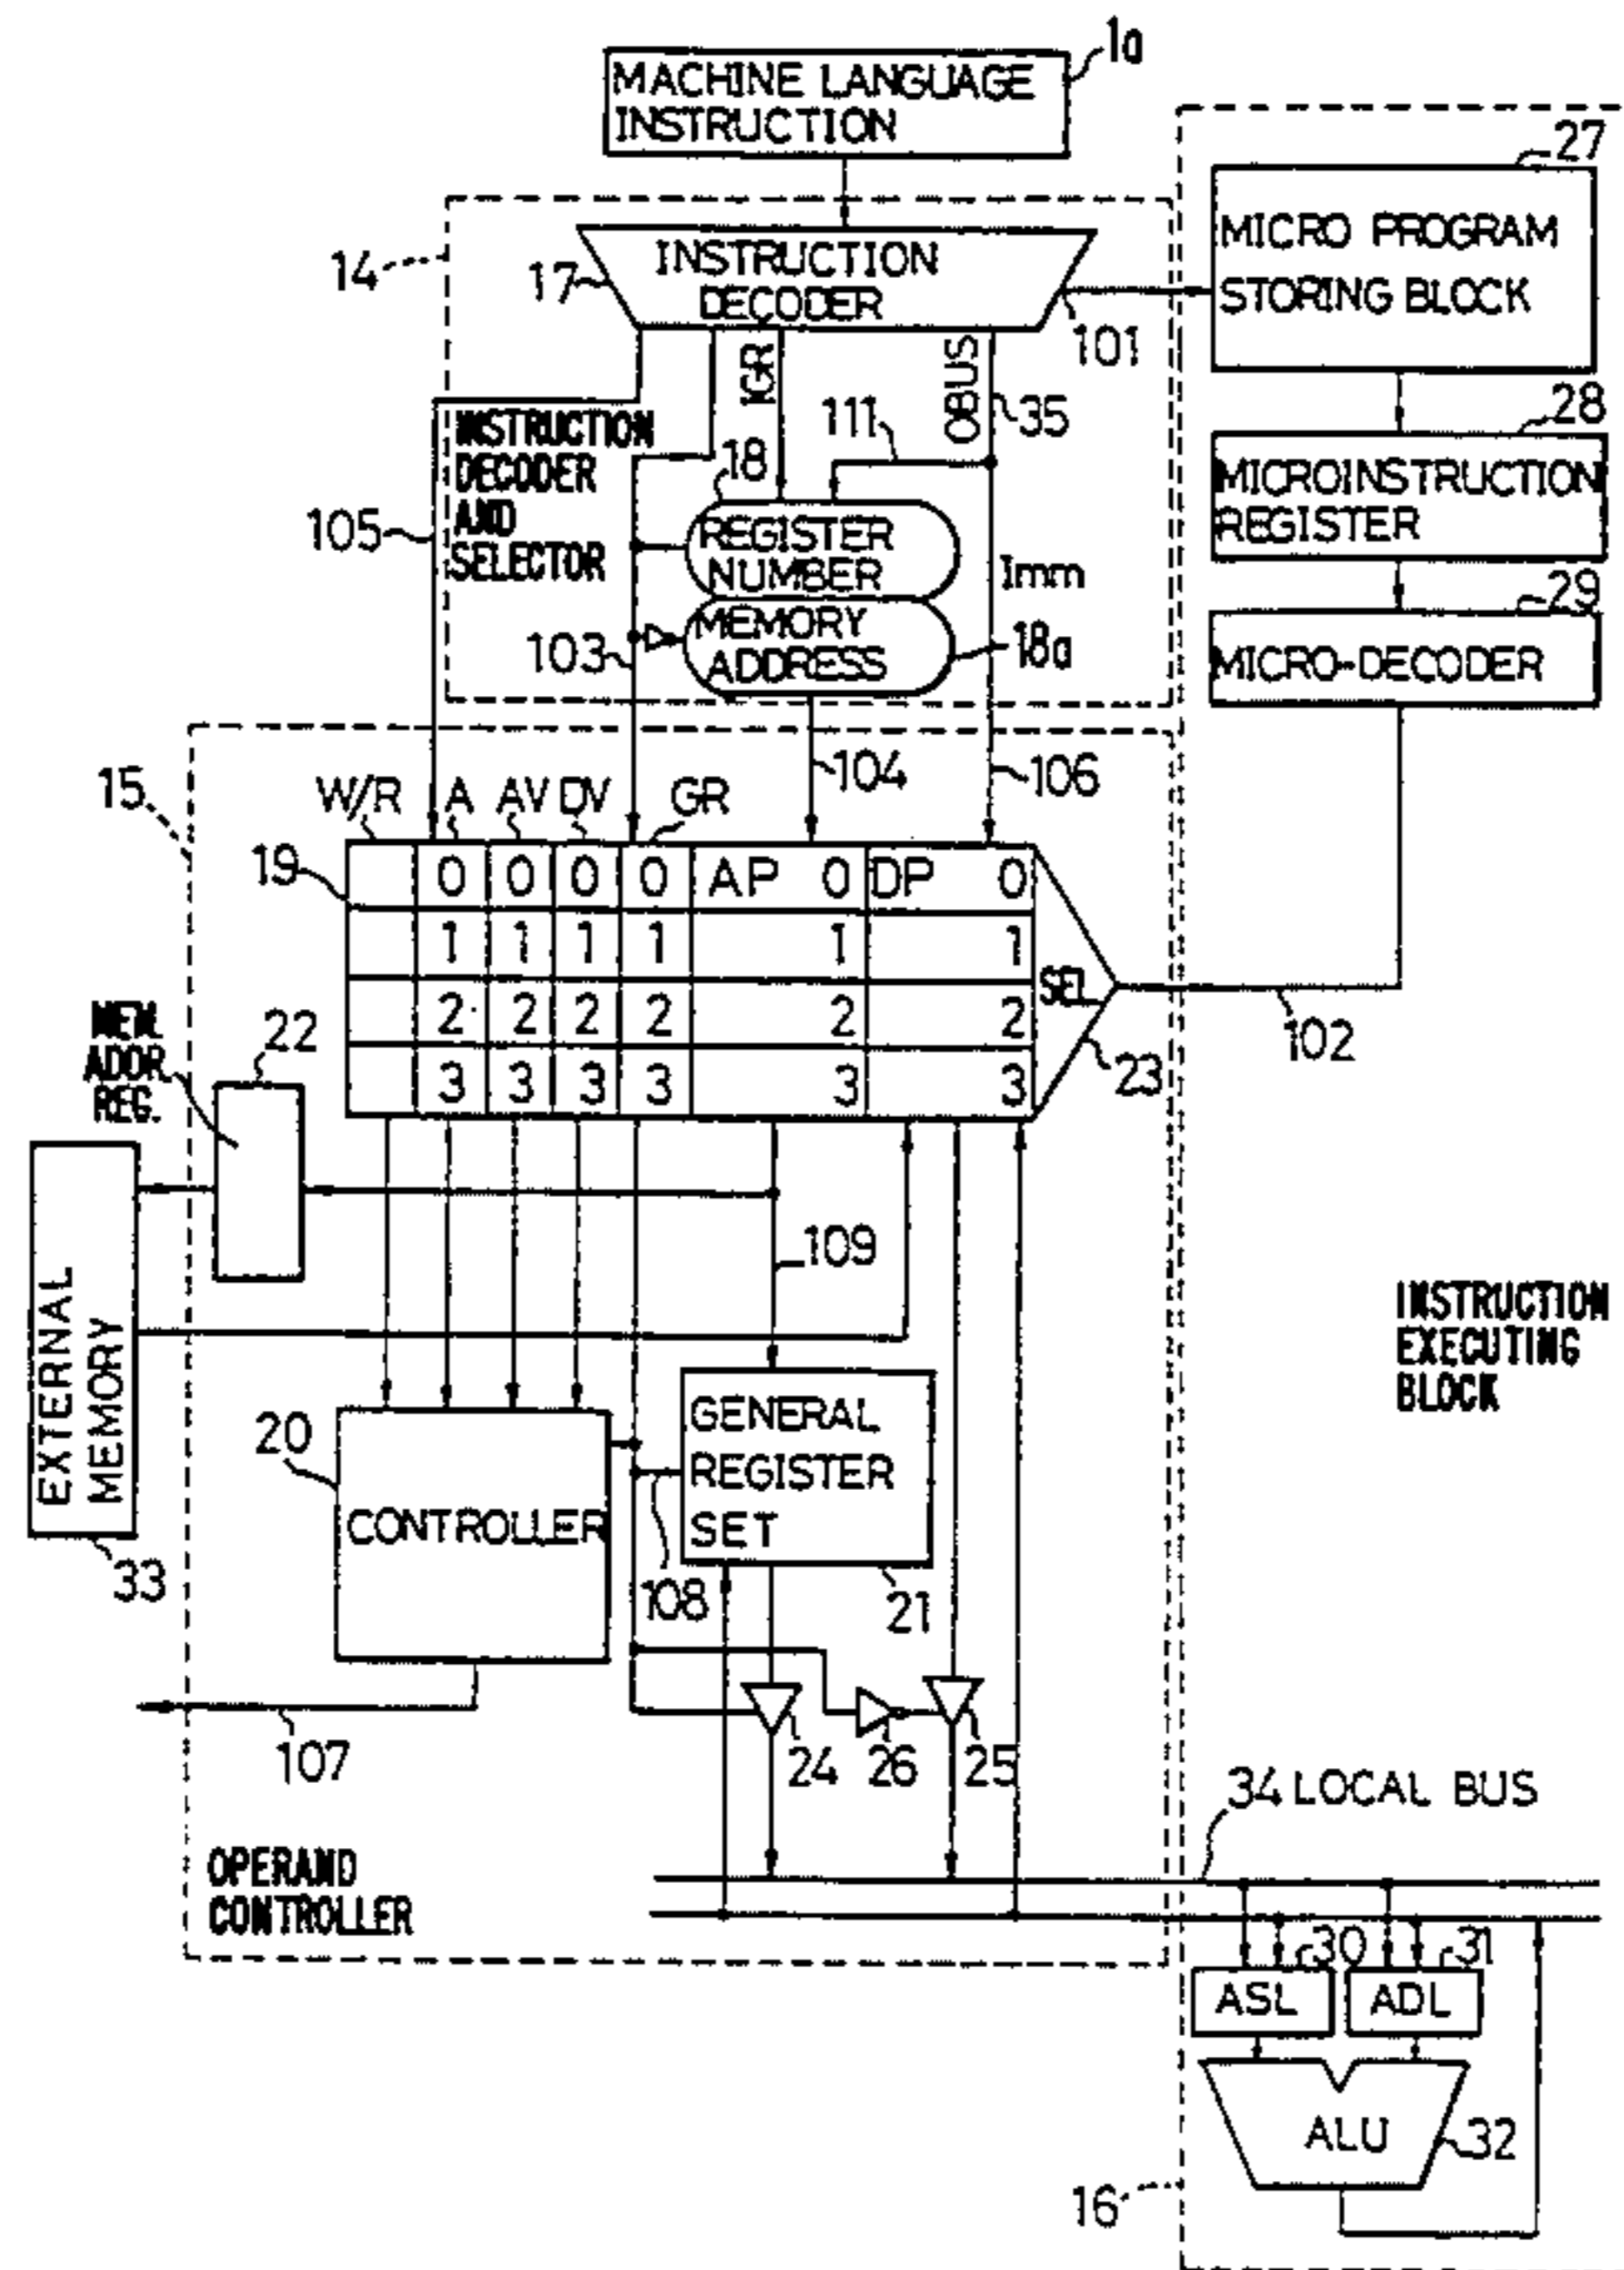 1a
MACHINE LANGUAGE
INSTRUCTION
27
MICRO PROGRAM
STORING BLOCK
14
17
INSTRUCTION
DECODER
101
IGR
OBUS
35
111
28
MICROINSTRUCTION
REGISTER
INSTRUCTION
DECODER
AND
SELECTOR
18
105
REGISTER
NUMBER
Imm
29
MICRO-DECODER
103
MEMORY
ADDRESS
18a
15
W/R A AV DV GR
104
106
19
0 0 0 0 AP 0 DP 0
1 1 1 1 1 1
2 2 2 2 2 2
3 3 3 3 3 3
SEL
23
102
MEM.
ADDR
REG.
22
109
EXTERNAL
MEMORY
33
INSTRUCTION
EXECUTING
BLOCK
20
CONTROLLER
GENERAL
REGISTER
SET
108
21
107
24
26
25
34 LOCAL BUS
OPERAND
CONTROLLER
30
31
ASL
ADL
ALU
32
16